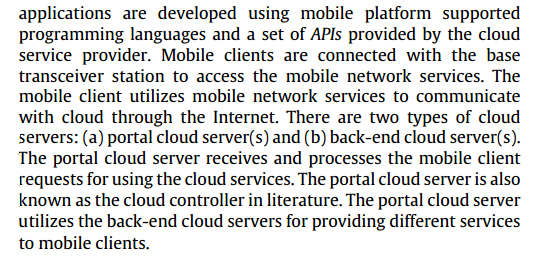 applications are developed using mobile platform supported
programming languages and a set of APIs provided by the cloud
service provider. Mobile clients are connected with the base
transceiver station to access the mobile network services. The
mobile client utilizes mobile network services to communicate
with cloud through the Internet. There are two types of cloud
servers: (a) portal cloud server(s) and (b) back-end cloud server(s).
The portal cloud server receives and processes the mobile client
requests for using the cloud services. The portal cloud server is also
known as the cloud controller in literature. The portal cloud server
utilizes the back-end cloud servers for providing different services
to mobile clients.